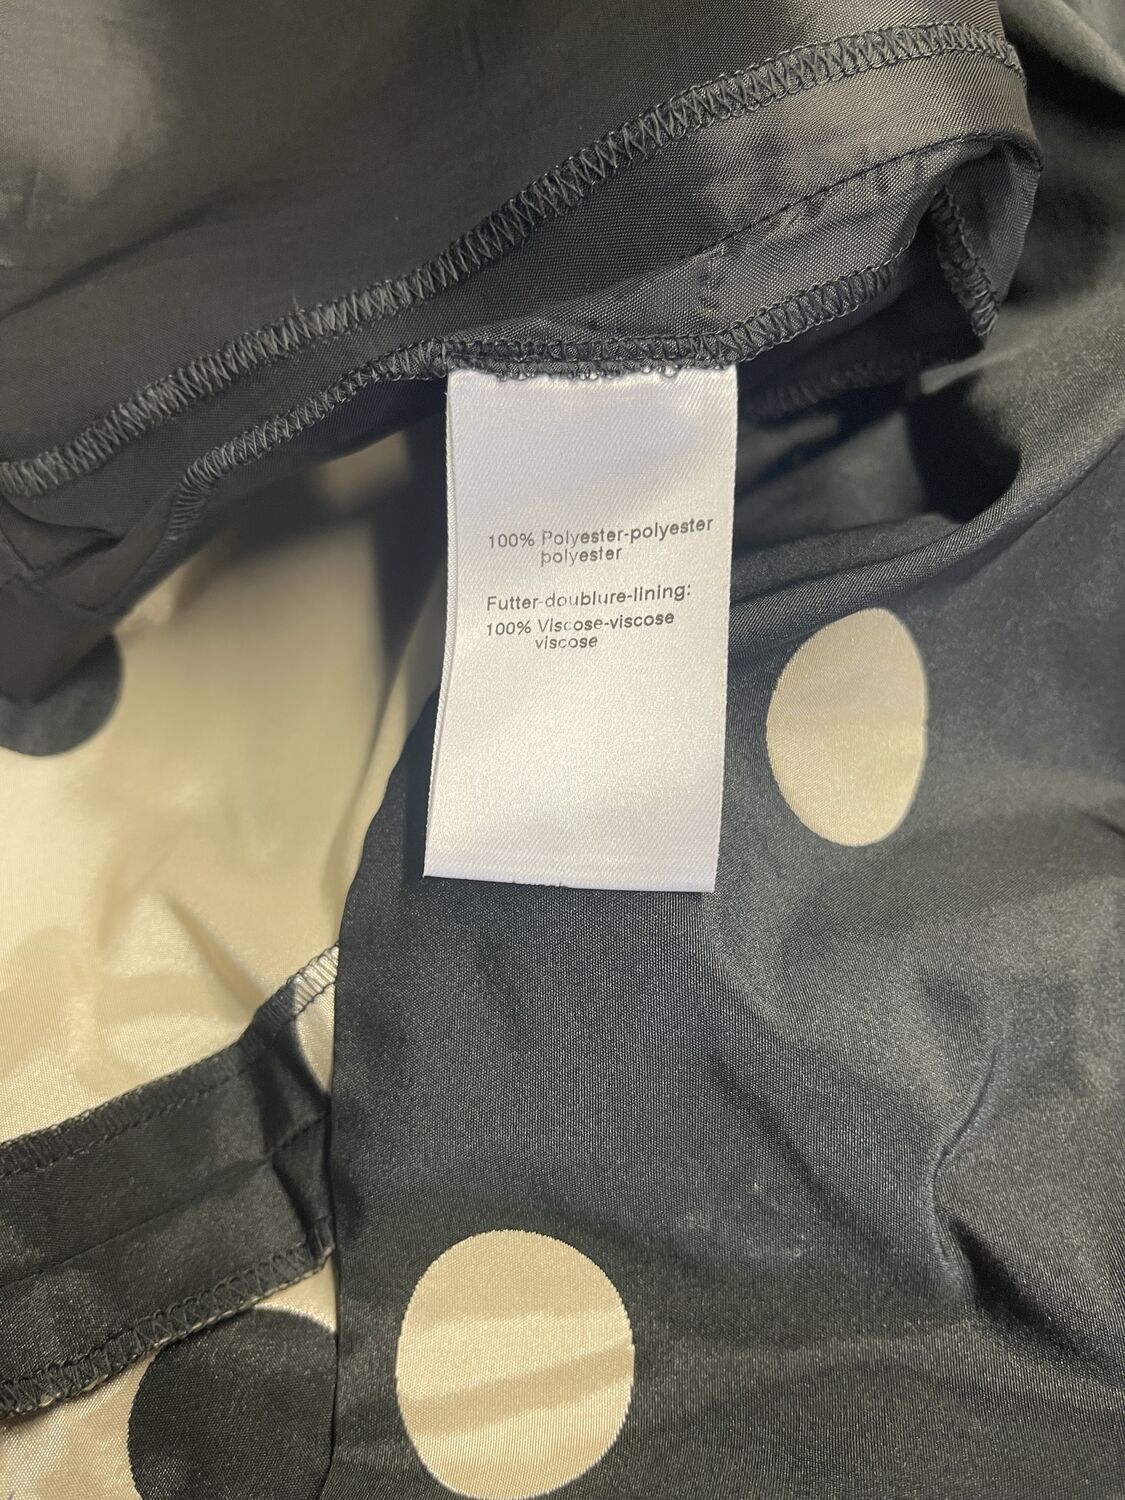 100% Polyester-polyester
polyester
Futter-doublure-lining:
100% Viscose-viscose
viscose